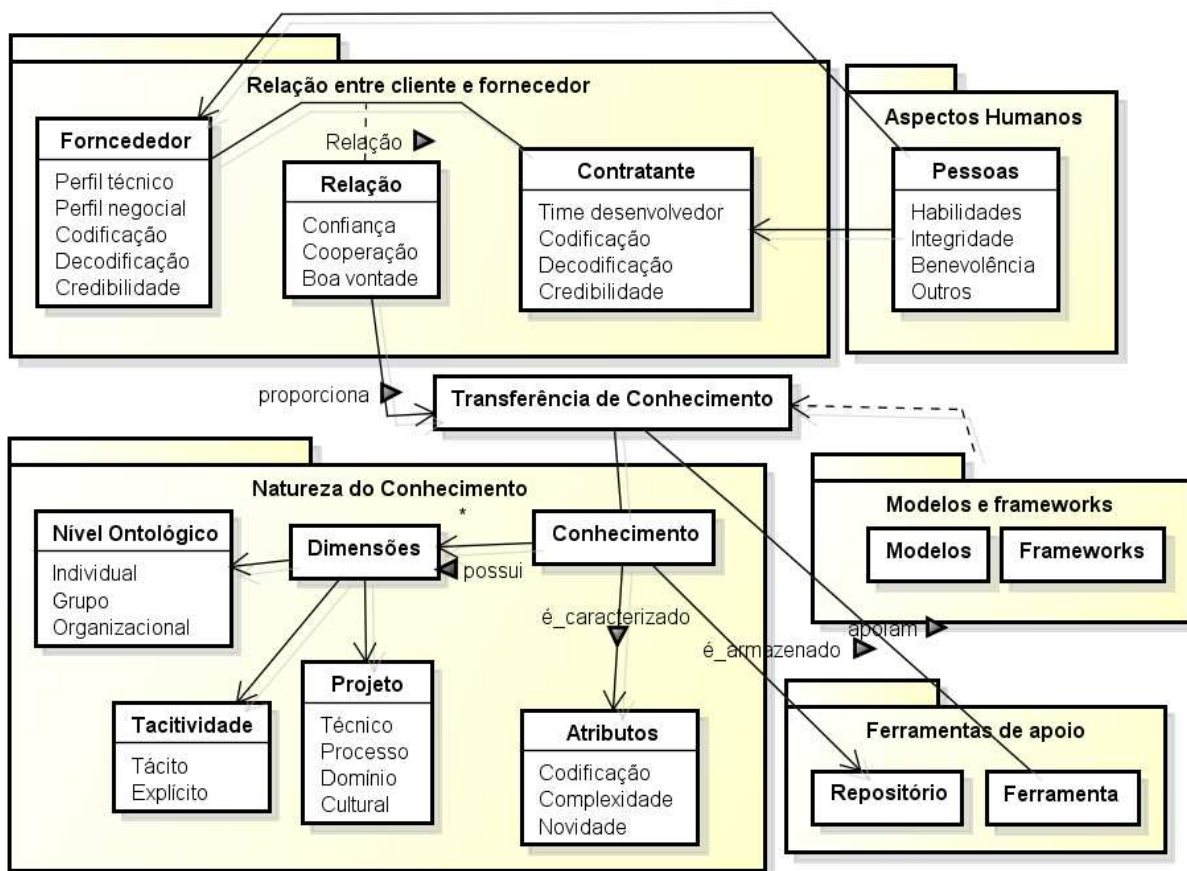 Relação entre cliente e fornecedor
Forncededor
Perfil técnico
Perfil negocial
Codificação
Decodificação
Credibilidade
Relação
Relação
Confiança
Cooperação
Boa vontade
Contratante
Time desenvolvedor
Codificação
Decodificação
Credibilidade
Aspectos Humanos
Pessoas
Habilidades
Integridade
Benevolência
Outros
proporciona
Transferência de Conhecimento
Natureza do Conhecimento
Nível Ontológico
Individual
Grupo
Organizacional
Dimensões
*
possui
Conhecimento
é_caracterizado
é_armazenado
apoiam
Tacitividade
Tácito
Explícito
Projeto
Técnico
Processo
Domínio
Cultural
Atributos
Codificação
Complexidade
Novidade
Modelos e frameworks
Modelos
Frameworks
Ferramentas de apoio
Repositório
Ferramenta